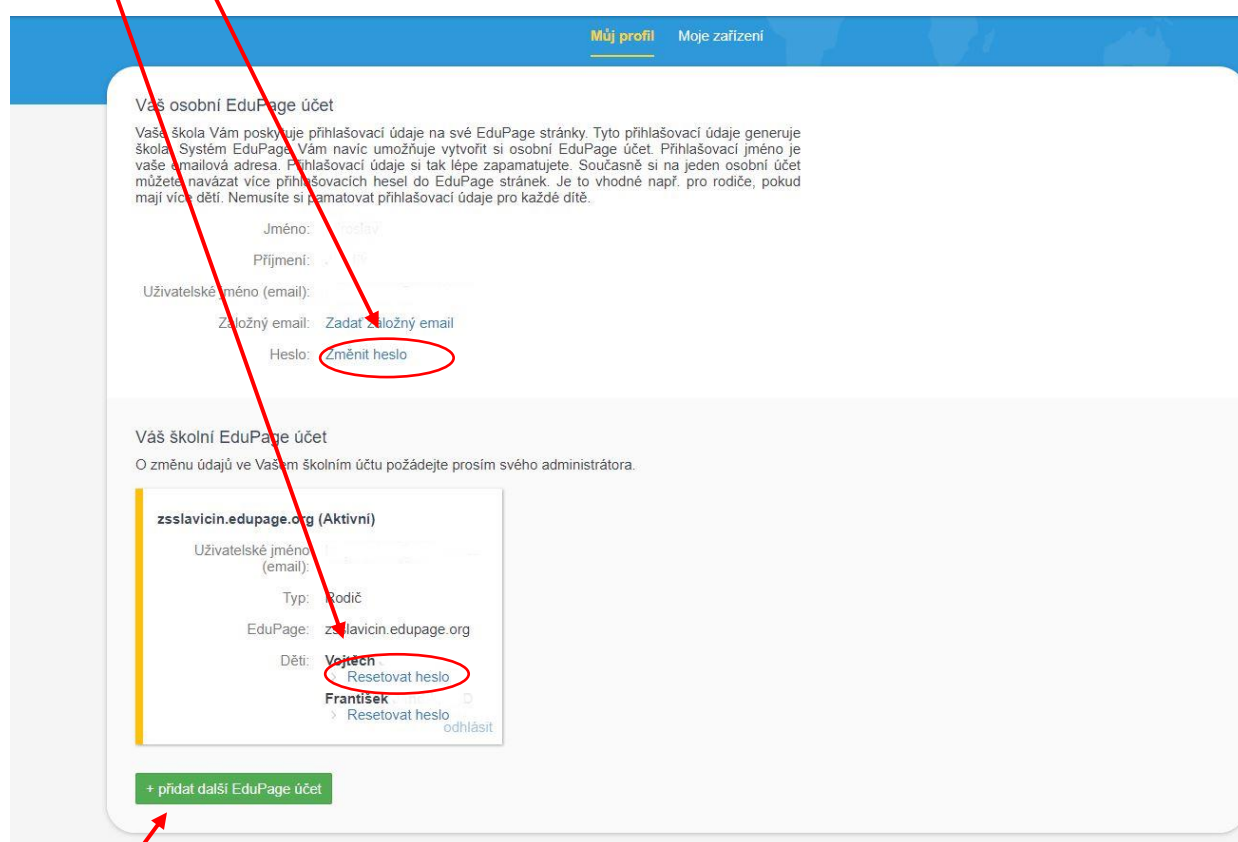 Můj profil Moje zařízení
Váš osobní EduPage účet
Vaše škola Vám poskytuje přihlašovací údaje na své EduPage stránky. Tyto přihlašovací údaje generuje
škola. Systém EduPage Vám navíc umožňuje vytvořit si osobní EduPage účet. Přihlašovací jméno je
vaše emailová adresa. Přihlašovací údaje si tak lépe zapamatujete. Současně si na jeden osobní účet
můžete navázat více přihlašovacích hesel do EduPage stránek. Je to vhodné např. pro rodiče, pokud
mají více dětí. Nemusíte si pamatovat přihlašovací údaje pro každé dítě.
Jméno:
Příjmení:
Uživatelské jméno (email):
Záložný email: Zadať záložný email
Heslo: Změnit heslo
Váš školní EduPage účet
O změnu údajů ve Vašem školním účtu požádejte prosím svého administrátora.
zsslavicin.edupage.org (Aktivní)
Uživatelské jméno
(email):
Typ: Rodič
EduPage: zsslavicin.edupage.org
Děti: Vojtěch
> Resetovat heslo
František
> Resetovat heslo
odhlásit
+ přidat další EduPage účet